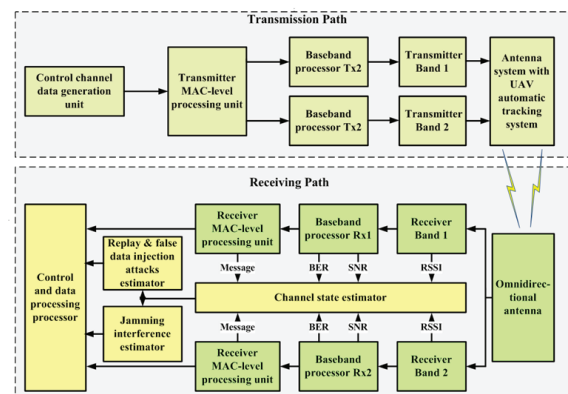 Transmission Path
Control channel
data generation
unit
Transmitter
MAC-level
processing unit
Baseband
processor Tx2
Transmitter
Band 1
Baseband
processor Tx2
Transmitter
Band 2
Antenna
system with
UAV
automatic
tracking
system
Receiving Path
Control
and data
processing
processor
Replay & false
data injection
attacks
estimator
Jamming
interference
estimator
Receiver
MAC-level
processing unit
Baseband
processor Rx1
Receiver
Band 1
Message
BER
SNR
RSSI
Channel state estimator
Message
BER
SNR
RSSI
Receiver
MAC-level
processing unit
Baseband
processor Rx2
Receiver
Band 2
Omnidirec-
tional
antenna